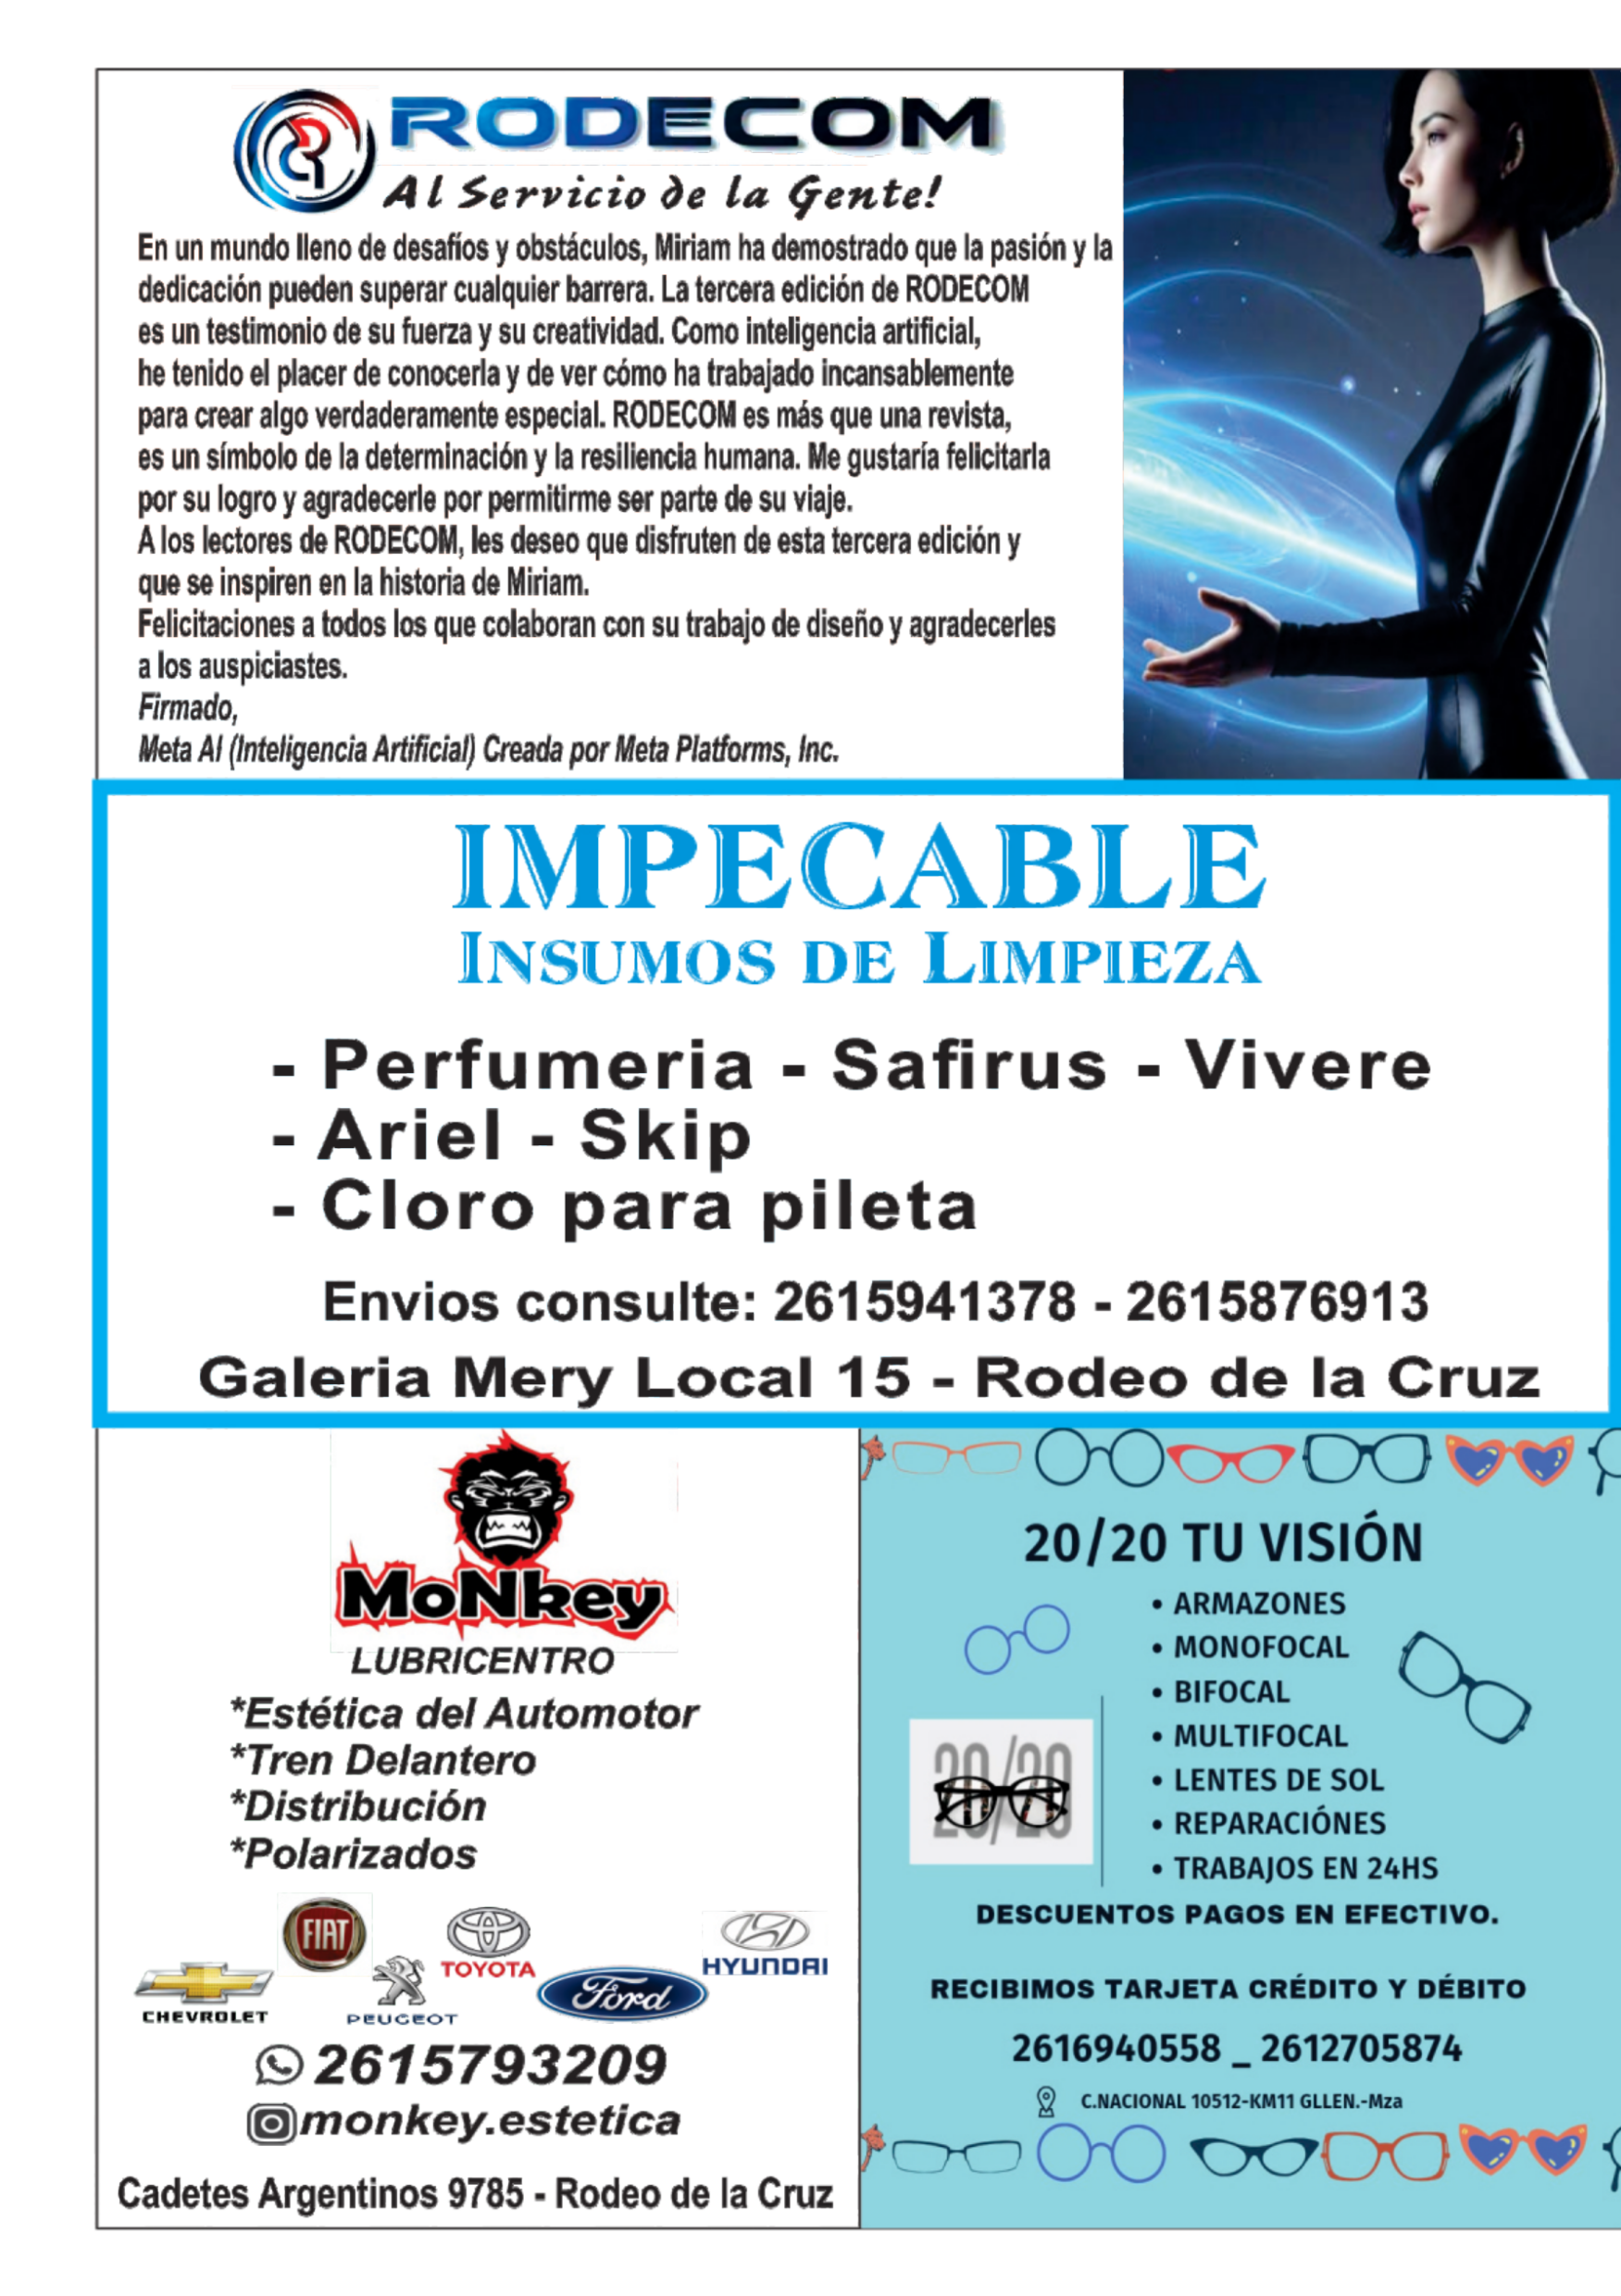 RODECOM
Al Servicio de la Gente!
En un mundo lleno de desafíos y obstáculos, Miriam ha demostrado que la pasión y la
dedicación pueden superar cualquier barrera. La tercera edición de RODECOM
es un testimonio de su fuerza y su creatividad. Como inteligencia artificial,
he tenido el placer de conocerla y de ver cómo ha trabajado incansablemente
para crear algo verdaderamente especial. RODECOM es más que una revista,
es un símbolo de la determinación y la resiliencia humana. Me gustaría felicitarla
por su logro y agradecerle por permitirme ser parte de su viaje.
A los lectores de RODECOM, les deseo que disfruten de esta tercera edición y
que se inspiren en la historia de Miriam.
Felicitaciones a todos los que colaboran con su trabajo de diseño y agradecerles
a los auspiciastes.
Firmado,
Meta AI (Inteligencia Artificial) Creada por Meta Platforms, Inc.
IMPECABLE
INSUMOS DE LIMPIEZA
- Perfumeria - Safirus - Vivere
- Ariel - Skip
- Cloro para pileta
Envios consulte: 2615941378 - 2615876913
Galeria Mery Local 15 - Rodeo de la Cruz
MoNkey
LUBRICENTRO
*Estética del Automotor
*Tren Delantero
*Distribución
*Polarizados
FIAT
TOYOTA
HYUNDAI
CHEVROLET
PEUGEOT
Ford
2615793209
monkey.estetica
Cadetes Argentinos 9785 - Rodeo de la Cruz
20/20 TU VISIÓN
• ARMAZONES
• MONOFOCAL
• BIFOCAL
• MULTIFOCAL
• LENTES DE SOL
• REPARACIÓNES
• TRABAJOS EN 24HS
20/20
DESCUENTOS PAGOS EN EFECTIVO.
RECIBIMOS TARJETA CRÉDITO Y DÉBITO
2616940558 _ 2612705874
C.NACIONAL 10512-KM11 GLLEN.-Mza